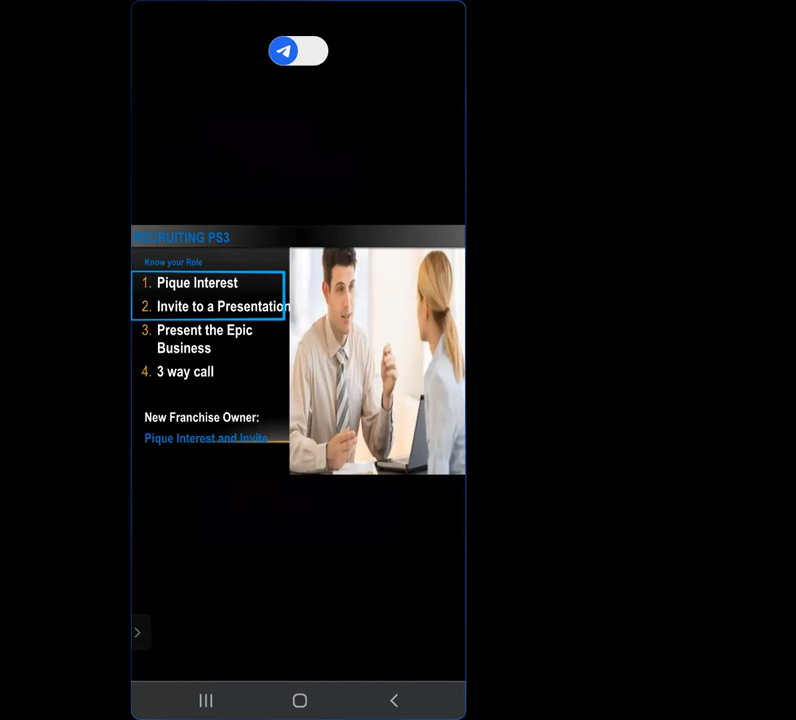 RECRUITING PS3
Know your Role
1. Pique Interest
2. Invite to a Presentation
3. Present the Epic
Business
4. 3 way call
New Franchise Owner:
Pique Interest and Invite